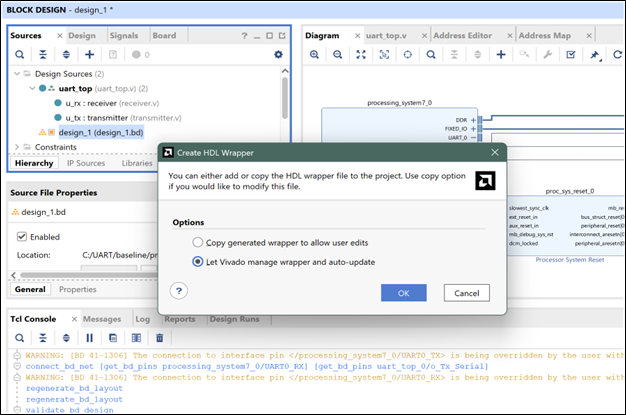 BLOCK DESIGN - design_1 *
Sources
Design
Signals
Board
Design Sources (2)
uart_top (uart_top.v) (2)
u_rx : receiver (receiver.v)
u_tx : transmitter (transmitter.v)
design_1 (design_1.bd)
Constraints
Hierarchy
IP Sources
Libraries
Source File Properties
design_1.bd
Enabled
Location: C:/UART/baseline/pr
General
Properties
Diagram
uart_top.v
Address Editor
Address Map
processing_system7_0
DDR
FIXED_IO
UART_0
proc_sys_reset_0
slowest_sync_clk
ext_reset_in
aux_reset_in
mb_debug_sys_rst
dcm_locked
mb_re
bus_struct_reset[0
peripheral_reset[0
interconnect_aresetn[0
peripheral_aresetn[0
Processor System Reset
Create HDL Wrapper
You can either add or copy the HDL wrapper file to the project. Use copy option
if you would like to modify this file.
Options
Copy generated wrapper to allow user edits
Let Vivado manage wrapper and auto-update
?
OK
Cancel
Tcl Console
Messages
Log
Reports
Design Runs
WARNING: [BD 41-1306] The connection to interface pin </processing_system7_0/UART0_TX> is being overridden by the user with
connect_bd_net [get_bd_pins processing_system7_0/UART0_RX] [get_bd_pins uart_top_0/o_Tx_Serial]
WARNING: [BD 41-1306] The connection to interface pin </processing_system7_0/UART0_RX> is being overridden by the user with
regenerate_bd_layout
regenerate_bd_layout
validate_bd_design